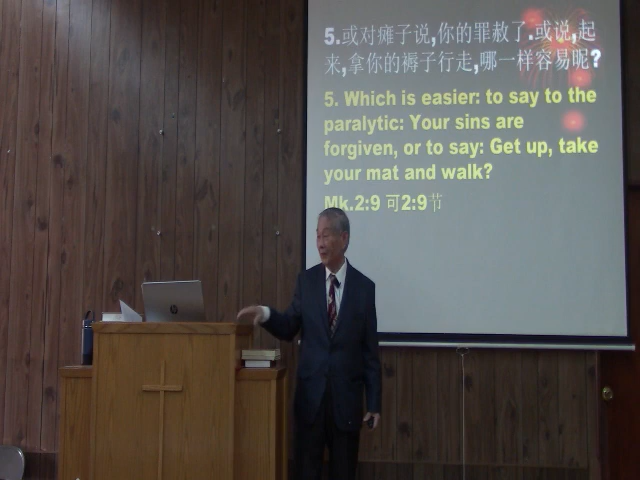 5.或对瘫子说,你的罪赦了.或说,起
来,拿你的褥子行走,哪一样容易呢?
5. Which is easier: to say to the
paralytic: Your sins are
forgiven, or to say: Get up, take
your mat and walk?
Mk.2:9 可2:9节